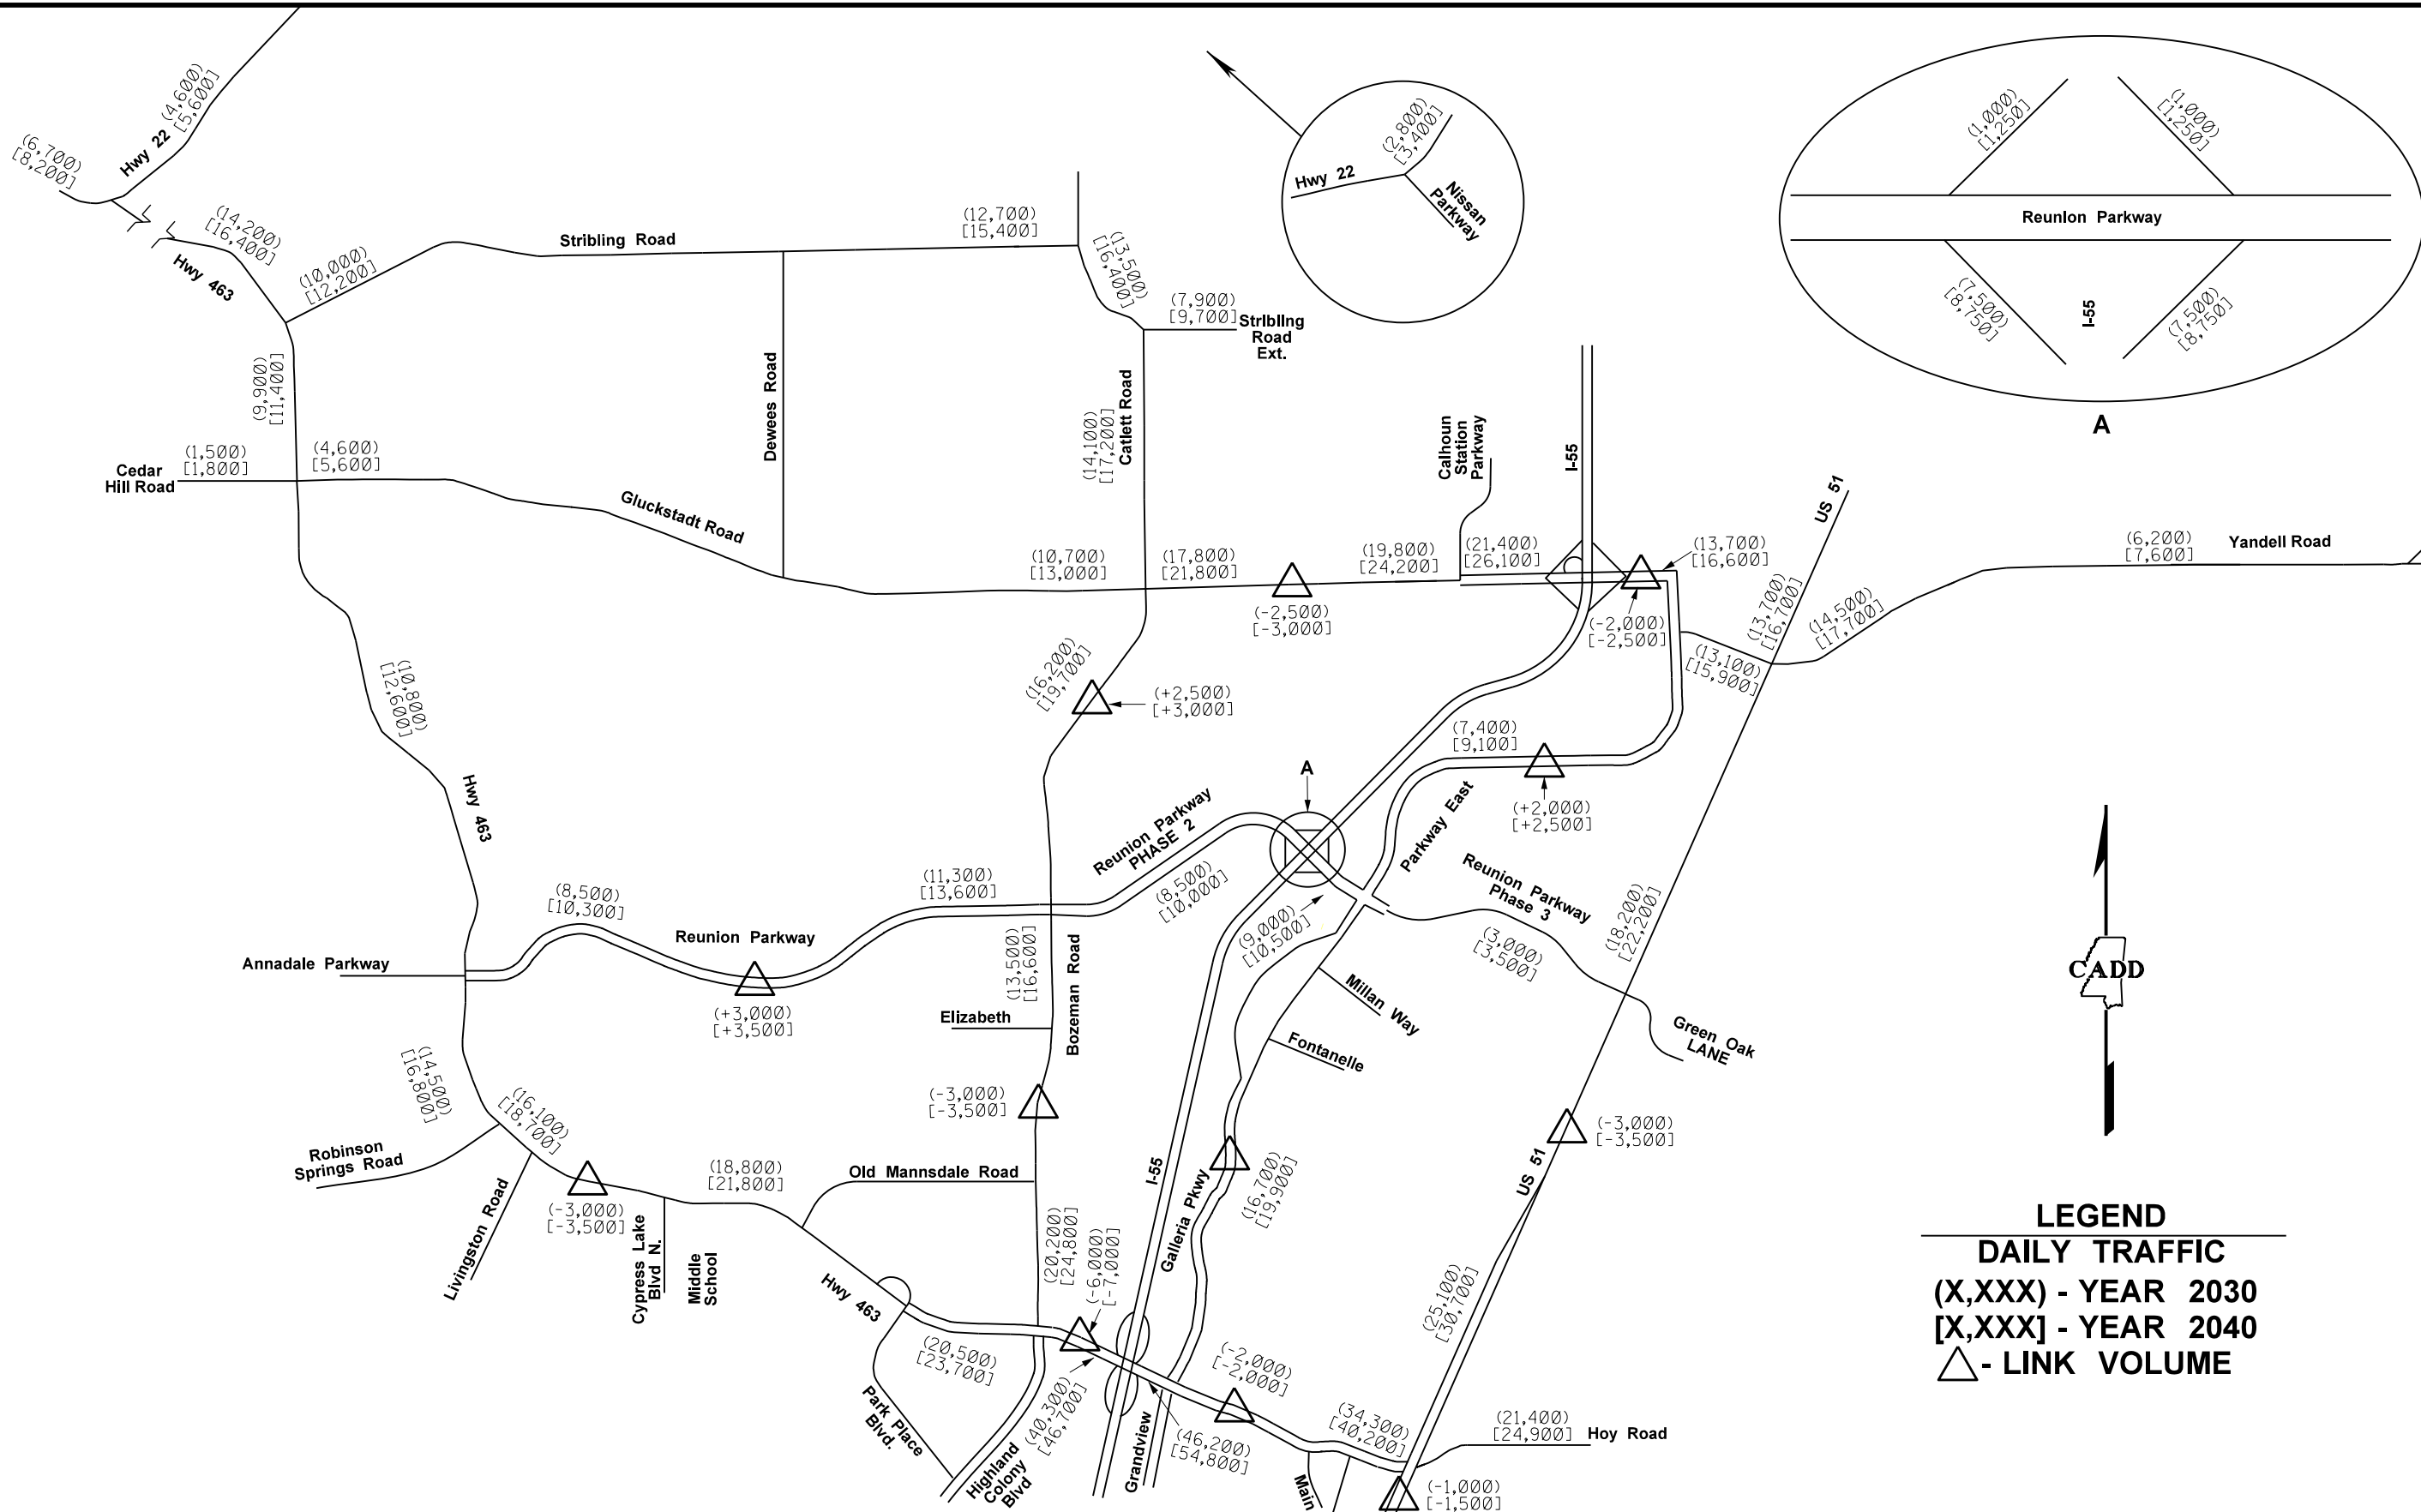 (4,600)
[5,600]
Hwy 22
(6,700)
[8,200]
(14,200)
[16,400]
Hwy 463
(10,000)
[12,200]
Stribling Road
(12,700)
[15,400]
(13,500)
[16,400]
(7,900)
[9,700]
Stribling
Road
Ext.
(2,800)
[3,400]
Hwy 22
Nissan
Parkway
(1,000)
[1,250]
(1,000)
[1,250]
Reunion Parkway
(7,500)
[8,750]
I-55
(7,500)
[8,750]
A
(9,900)
[11,400]
Dewees Road
(14,100)
[17,200]
Catlett Road
Calhoun
Station
Parkway
I-55
US 51
Cedar
Hill Road
(1,500)
[1,800]
(4,600)
[5,600]
Gluckstadt Road
(10,700)
[13,000]
(17,800)
[21,800]
(-2,500)
[-3,000]
(19,800)
[24,200]
(21,400)
[26,100]
(13,700)
[16,600]
(-2,000)
[-2,500]
(13,700)
[16,700]
(13,100)
[15,900]
(14,500)
[17,700]
(6,200)
[7,600]
Yandell Road
(10,800)
[12,600]
(16,200)
[19,700]
(+2,500)
[+3,000]
(7,400)
[9,100]
(+2,000)
[+2,500]
Hwy 463
A
Reunion Parkway
PHASE 2
(8,500)
[10,000]
Parkway East
Reunion Parkway
Phase 3
(8,500)
[10,300]
(11,300)
[13,600]
Reunion Parkway
(+3,000)
[+3,500]
Annadale Parkway
(13,500)
[16,600]
Bozeman Road
Elizabeth
(9,000)
[10,500]
(3,000)
[3,500]
(18,200)
[22,200]
Millan Way
Fontanelle
Green Oak
LANE
CADD
(14,500)
[16,800]
(16,100)
[18,700]
Robinson
Springs Road
Livingston Road
(-3,000)
[-3,500]
Cypress Lake
Blvd N.
Middle
School
(18,800)
[21,800]
Old Mannsdale Road
(-3,000)
[-3,500]
(20,200)
[24,800]
(-6,000)
[-7,000]
I-55
Galleria Pkwy
(16,700)
[19,900]
(-3,000)
[-3,500]
US 51
(25,100)
[30,700]
Hwy 463
(20,500)
[23,700]
Park Place
Blvd.
Highland
Colony
Blvd
(40,300)
[46,700]
Grandview
(46,200)
[54,800]
(-2,000)
[-2,000]
(34,300)
[40,200]
Main
(21,400)
[24,900]
Hoy Road
(-1,000)
[-1,500]
LEGEND
DAILY TRAFFIC
(X,XXX) - YEAR 2030
[X,XXX] - YEAR 2040
- LINK VOLUME